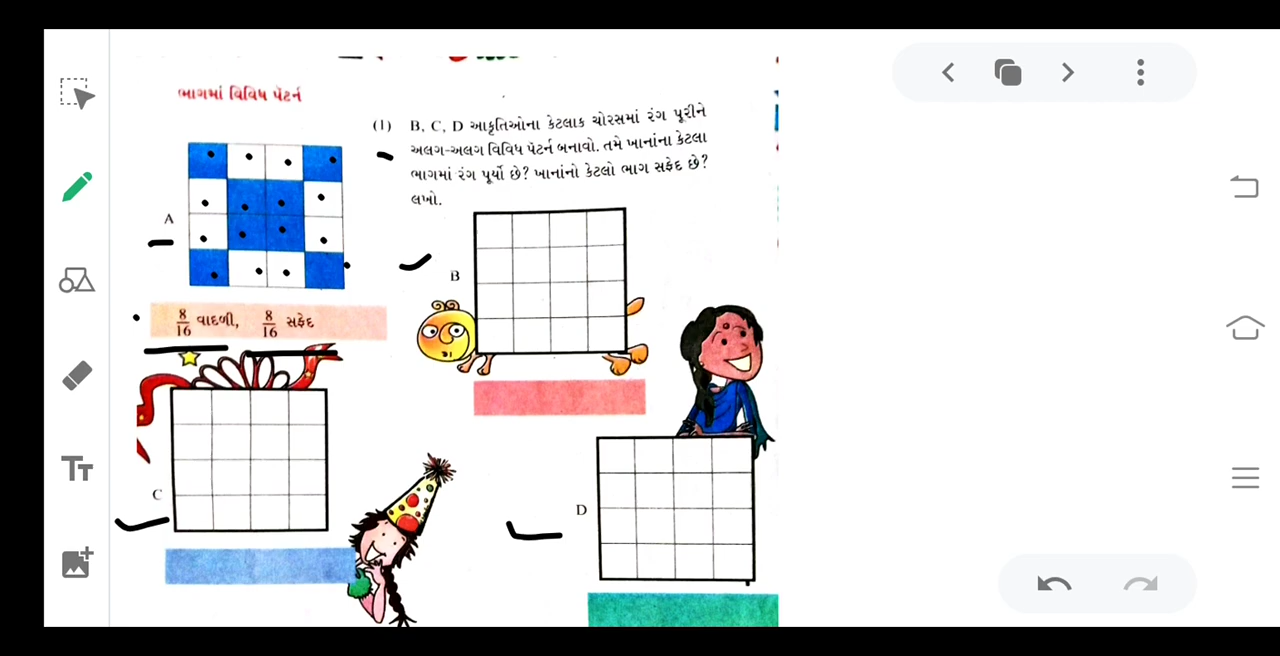 ભાગમાં વિવિધ પૅટર્ન
(1) B, C, D આકૃતિઓના કેટલાક ચોરસમાં રંગ પૂરીને
અલગ-અલગ વિવિધ પૅટર્ન બનાવો. તમે ખાનાંના કેટલા
ભાગમાં રંગ પૂર્યો છે? ખાનાંનો કેટલો ભાગ સફેદ છે?
લખો.
A
B
8/16 વાદળી, 8/16 સફેદ
C
D
TT